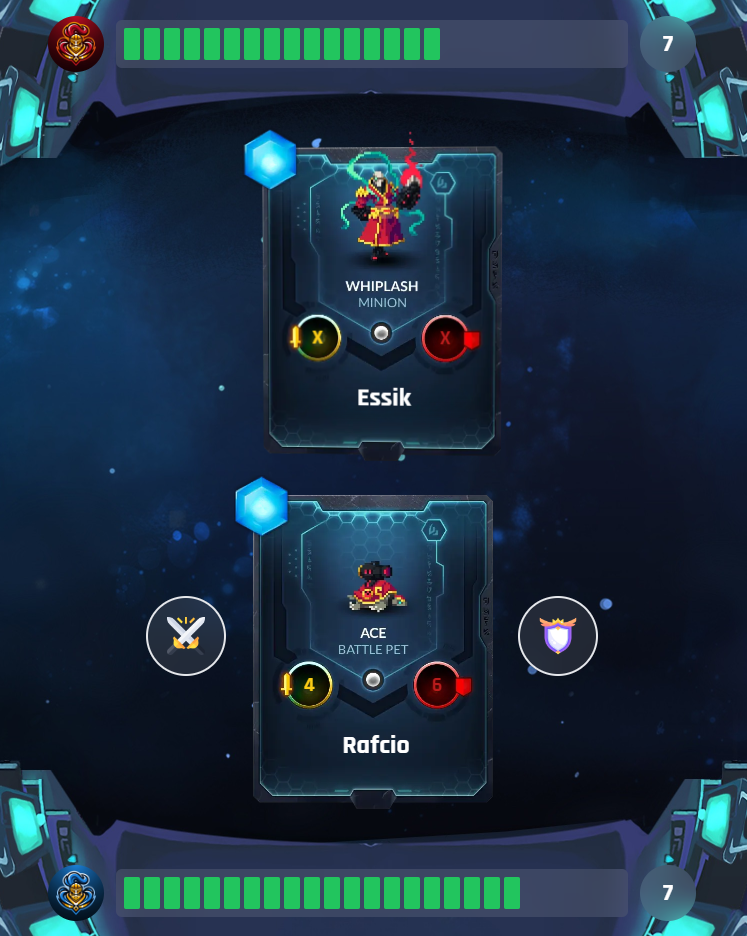 7
WHIPLASH
MINION
X X
Essik
ACE
BATTLE PET
4 6
Rafcio
7